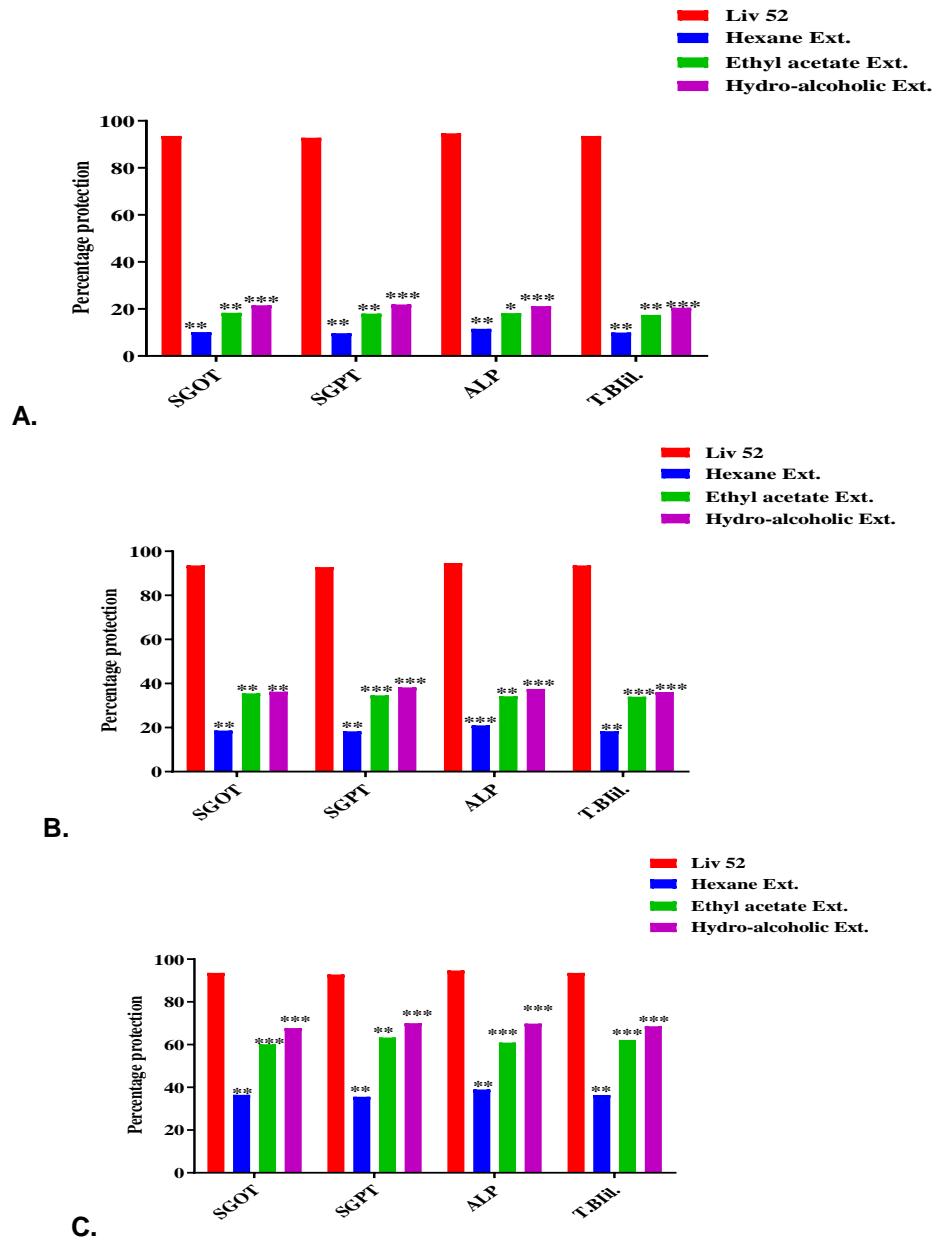 Liv 52
Hexane Ext.
Ethyl acetate Ext.
Hydro-alcoholic Ext.
Percentage protection
100
80
60
40
20
0
** ** *** ** ** *** ** * *** ** ** ***
SGOT SGPT ALP T.BIil.
A.
Liv 52
Hexane Ext.
Ethyl acetate Ext.
Hydro-alcoholic Ext.
Percentage protection
100
80
60
40
20
0
** ** ** ** *** *** *** ** *** ** *** ***
SGOT SGPT ALP T.BIil.
B.
Liv 52
Hexane Ext.
Ethyl acetate Ext.
Hydro-alcoholic Ext.
Percentage protection
100
80
60
40
20
0
** *** *** ** ** *** ** *** *** ** *** ***
SGOT SGPT ALP T.BIil.
C.